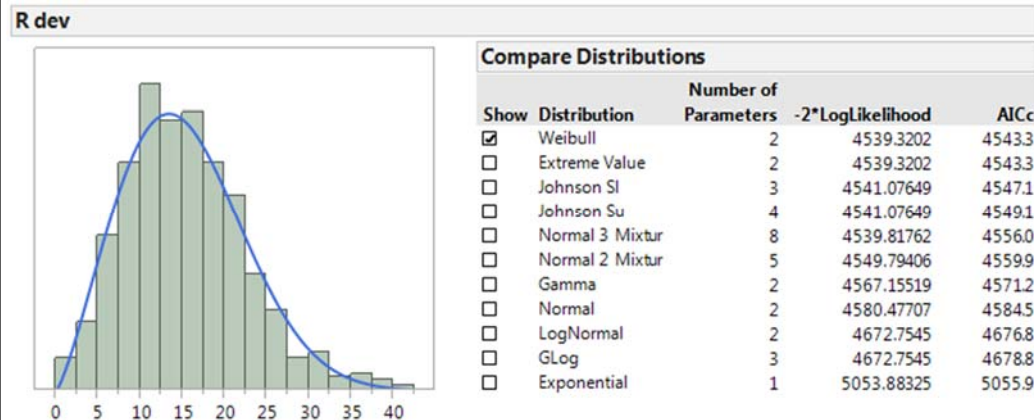 R dev
Compare Distributions
Number of
Show Distribution Parameters -2*LogLikelihood AICc
Weibull 2 4539.3202 4543.3
Extreme Value 2 4539.3202 4543.3
Johnson Sl 3 4541.07649 4547.1
Johnson Su 4 4541.07649 4549.1
Normal 3 Mixtur 8 4539.81762 4556.0
Normal 2 Mixtur 5 4549.79406 4559.9
Gamma 2 4567.15519 4571.2
Normal 2 4580.47707 4584.5
LogNormal 2 4672.7545 4676.8
GLog 3 4672.7545 4678.8
Exponential 1 5053.88325 5055.9
0 5 10 15 20 25 30 35 40